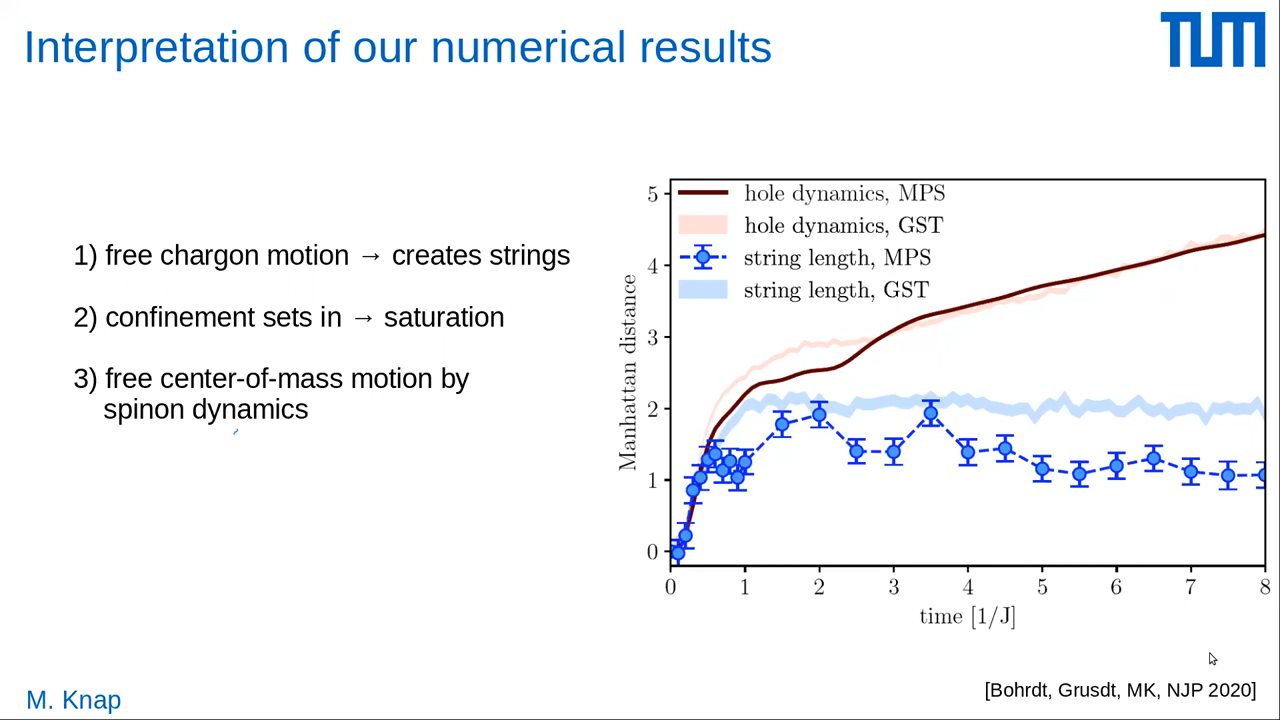 Interpretation of our numerical results
TUM
1) free chargon motion → creates strings
2) confinement sets in → saturation
3) free center-of-mass motion by
spinon dynamics
hole dynamics, MPS
hole dynamics, GST
string length, MPS
string length, GST
Manhattan distance
5
4
3
2
1
0
0 1 2 3 4 5 6 7 8
time [1/J]
M. Knap
[Bohrdt, Grusdt, MK, NJP 2020]